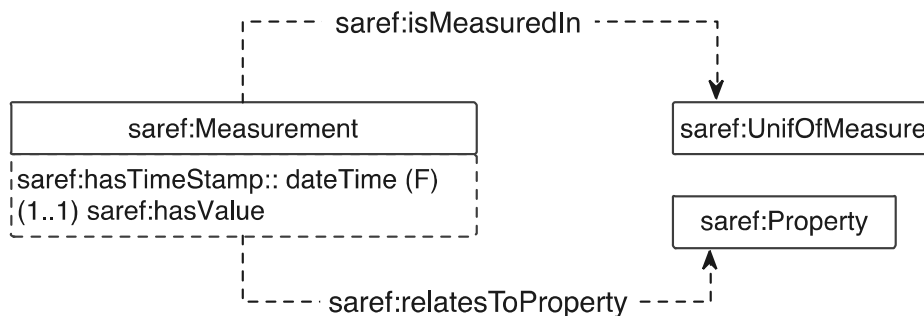 saref:isMeasuredIn
saref:Measurement
saref:UnifOfMeasure
saref:hasTimeStamp:: dateTime (F)
(1..1) saref:hasValue
saref:Property
saref:relatesToProperty